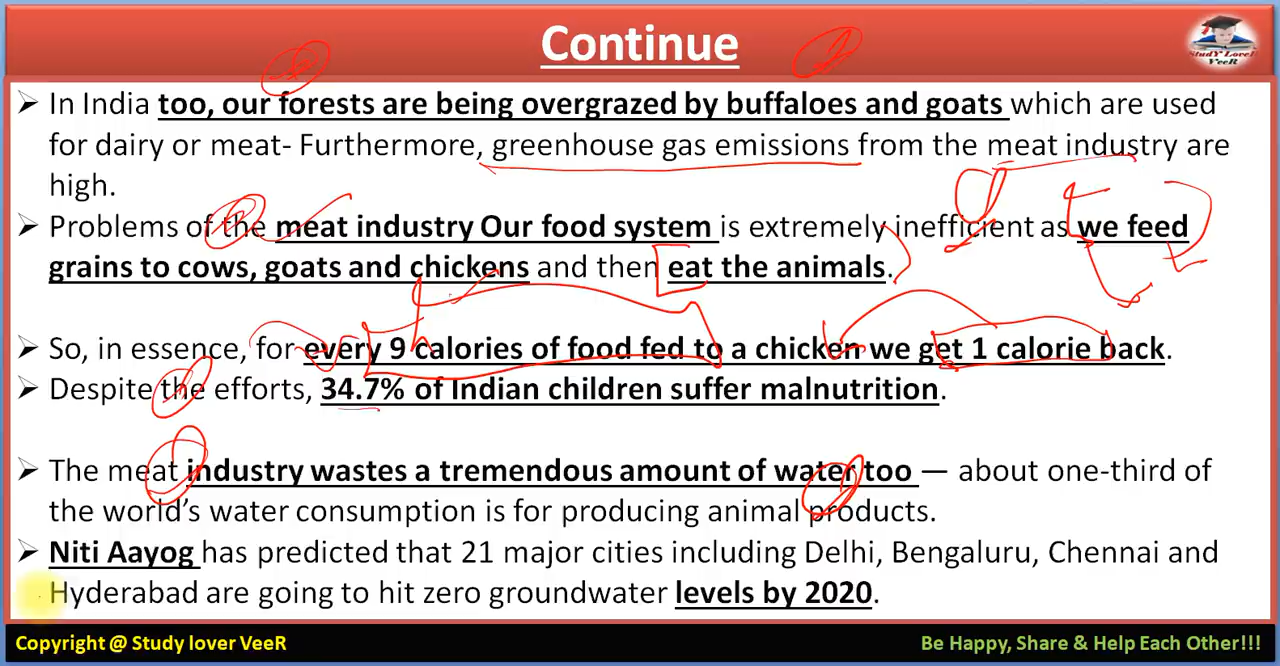 Continue
StudY LoveR
VeeR
➢ In India too, our forests are being overgrazed by buffaloes and goats which are used
for dairy or meat- Furthermore, greenhouse gas emissions from the meat industry are
high.
➢ Problems of the meat industry Our food system is extremely inefficient as we feed
grains to cows, goats and chickens and then eat the animals.
➢ So, in essence, for every 9 calories of food fed to a chicken we get 1 calorie back.
➢ Despite the efforts, 34.7% of Indian children suffer malnutrition.
➢ The meat industry wastes a tremendous amount of water too — about one-third of
the world's water consumption is for producing animal products.
➢ Niti Aayog has predicted that 21 major cities including Delhi, Bengaluru, Chennai and
Hyderabad are going to hit zero groundwater levels by 2020.
Copyright @ Study lover VeeR
Be Happy, Share & Help Each Other!!!